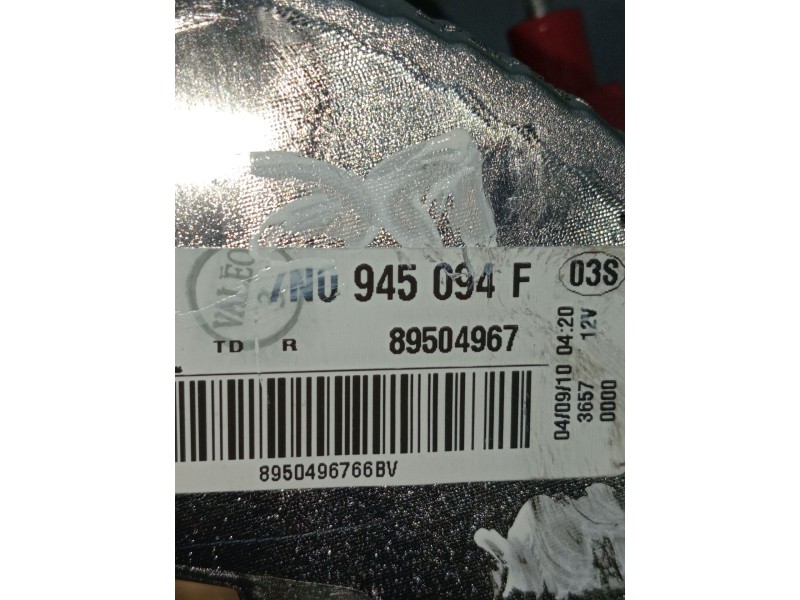 7N0 945 094 F 03S
VALEO
TD R 89504967
8950496766BV
04/09/10 04:20
3657 12V
0000